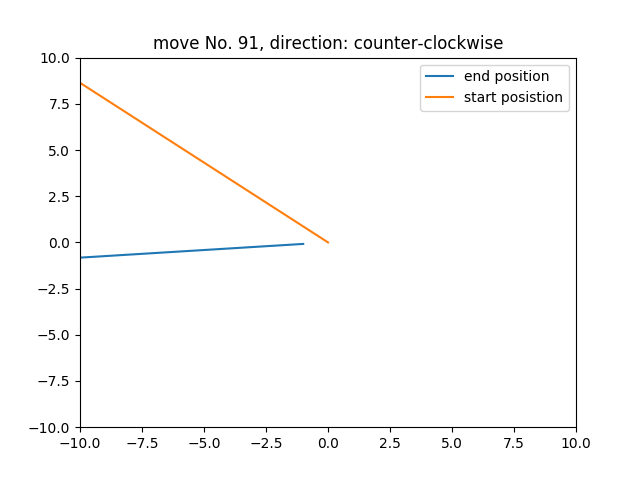 move No. 91, direction: counter-clockwise
end position
start posistion
10.0
7.5
5.0
2.5
0.0
−2.5
−5.0
−7.5
−10.0
−10.0 −7.5 −5.0 −2.5 0.0 2.5 5.0 7.5 10.0